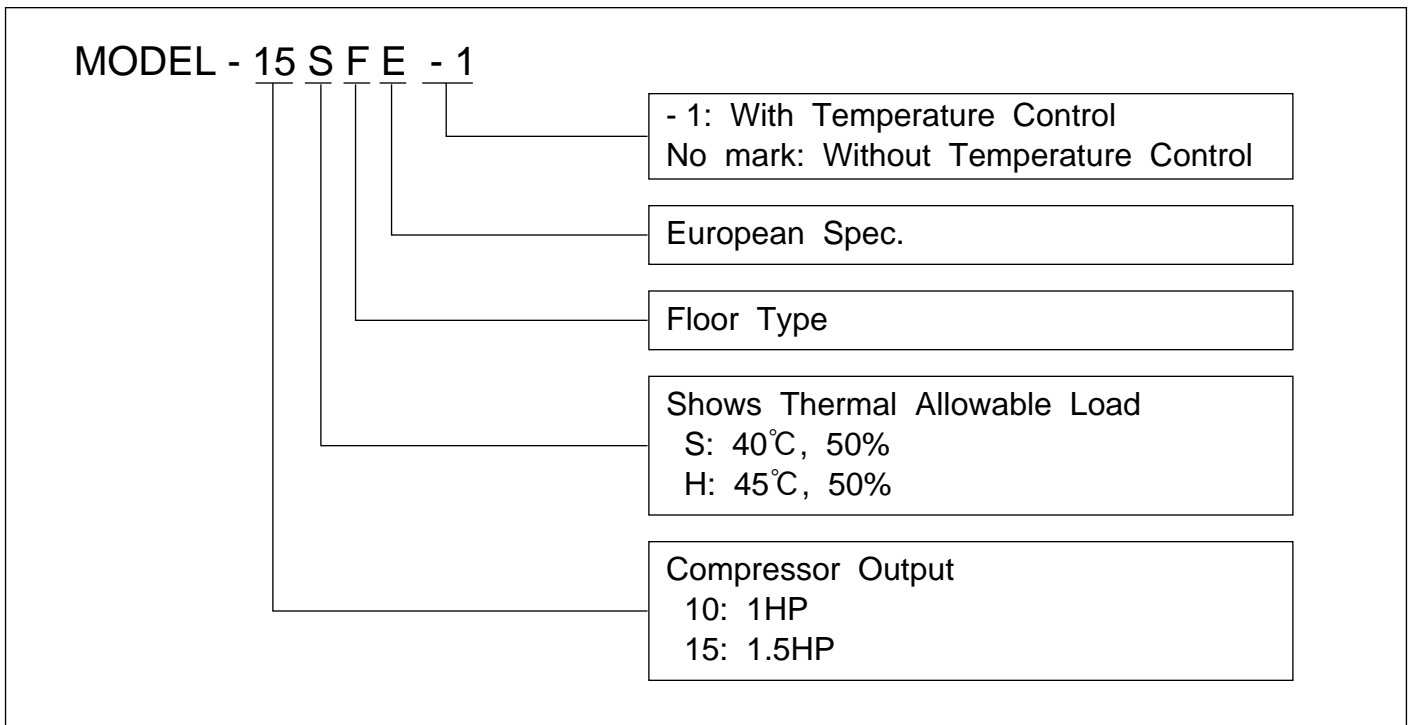 MODEL - 15 S F E - 1
- 1: With Temperature Control
No mark: Without Temperature Control
European Spec.
Floor Type
Shows Thermal Allowable Load
S: 40℃, 50%
H: 45℃, 50%
Compressor Output
10: 1HP
15: 1.5HP